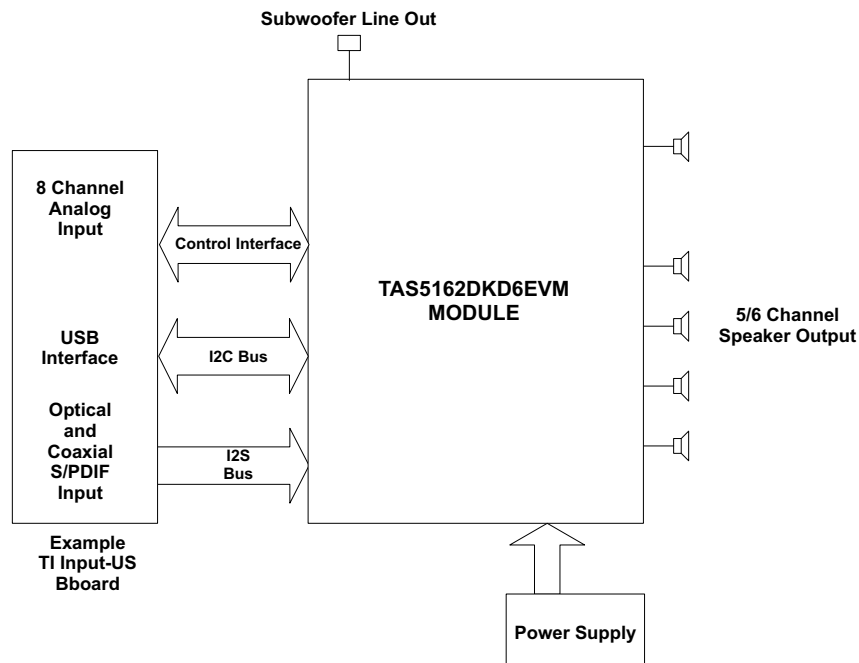 Subwoofer Line Out
8 Channel
Analog
Input
Control Interface
TAS5162DKD6EVM
MODULE
5/6 Channel
Speaker Output
USB
Interface
I2C Bus
Optical
and
Coaxial
S/PDIF
Input
I2S
Bus
Example
TI Input-US
Bboard
Power Supply